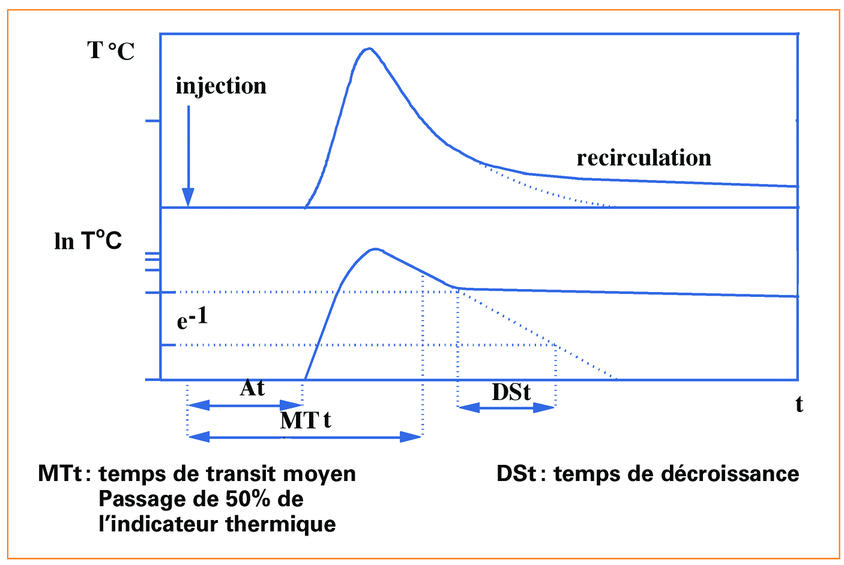 T °C
injection
recirculation
ln T°C
e-1
At
DSt
t
MT t
MTt : temps de transit moyen
Passage de 50% de
l’indicateur thermique
DSt : temps de décroissance